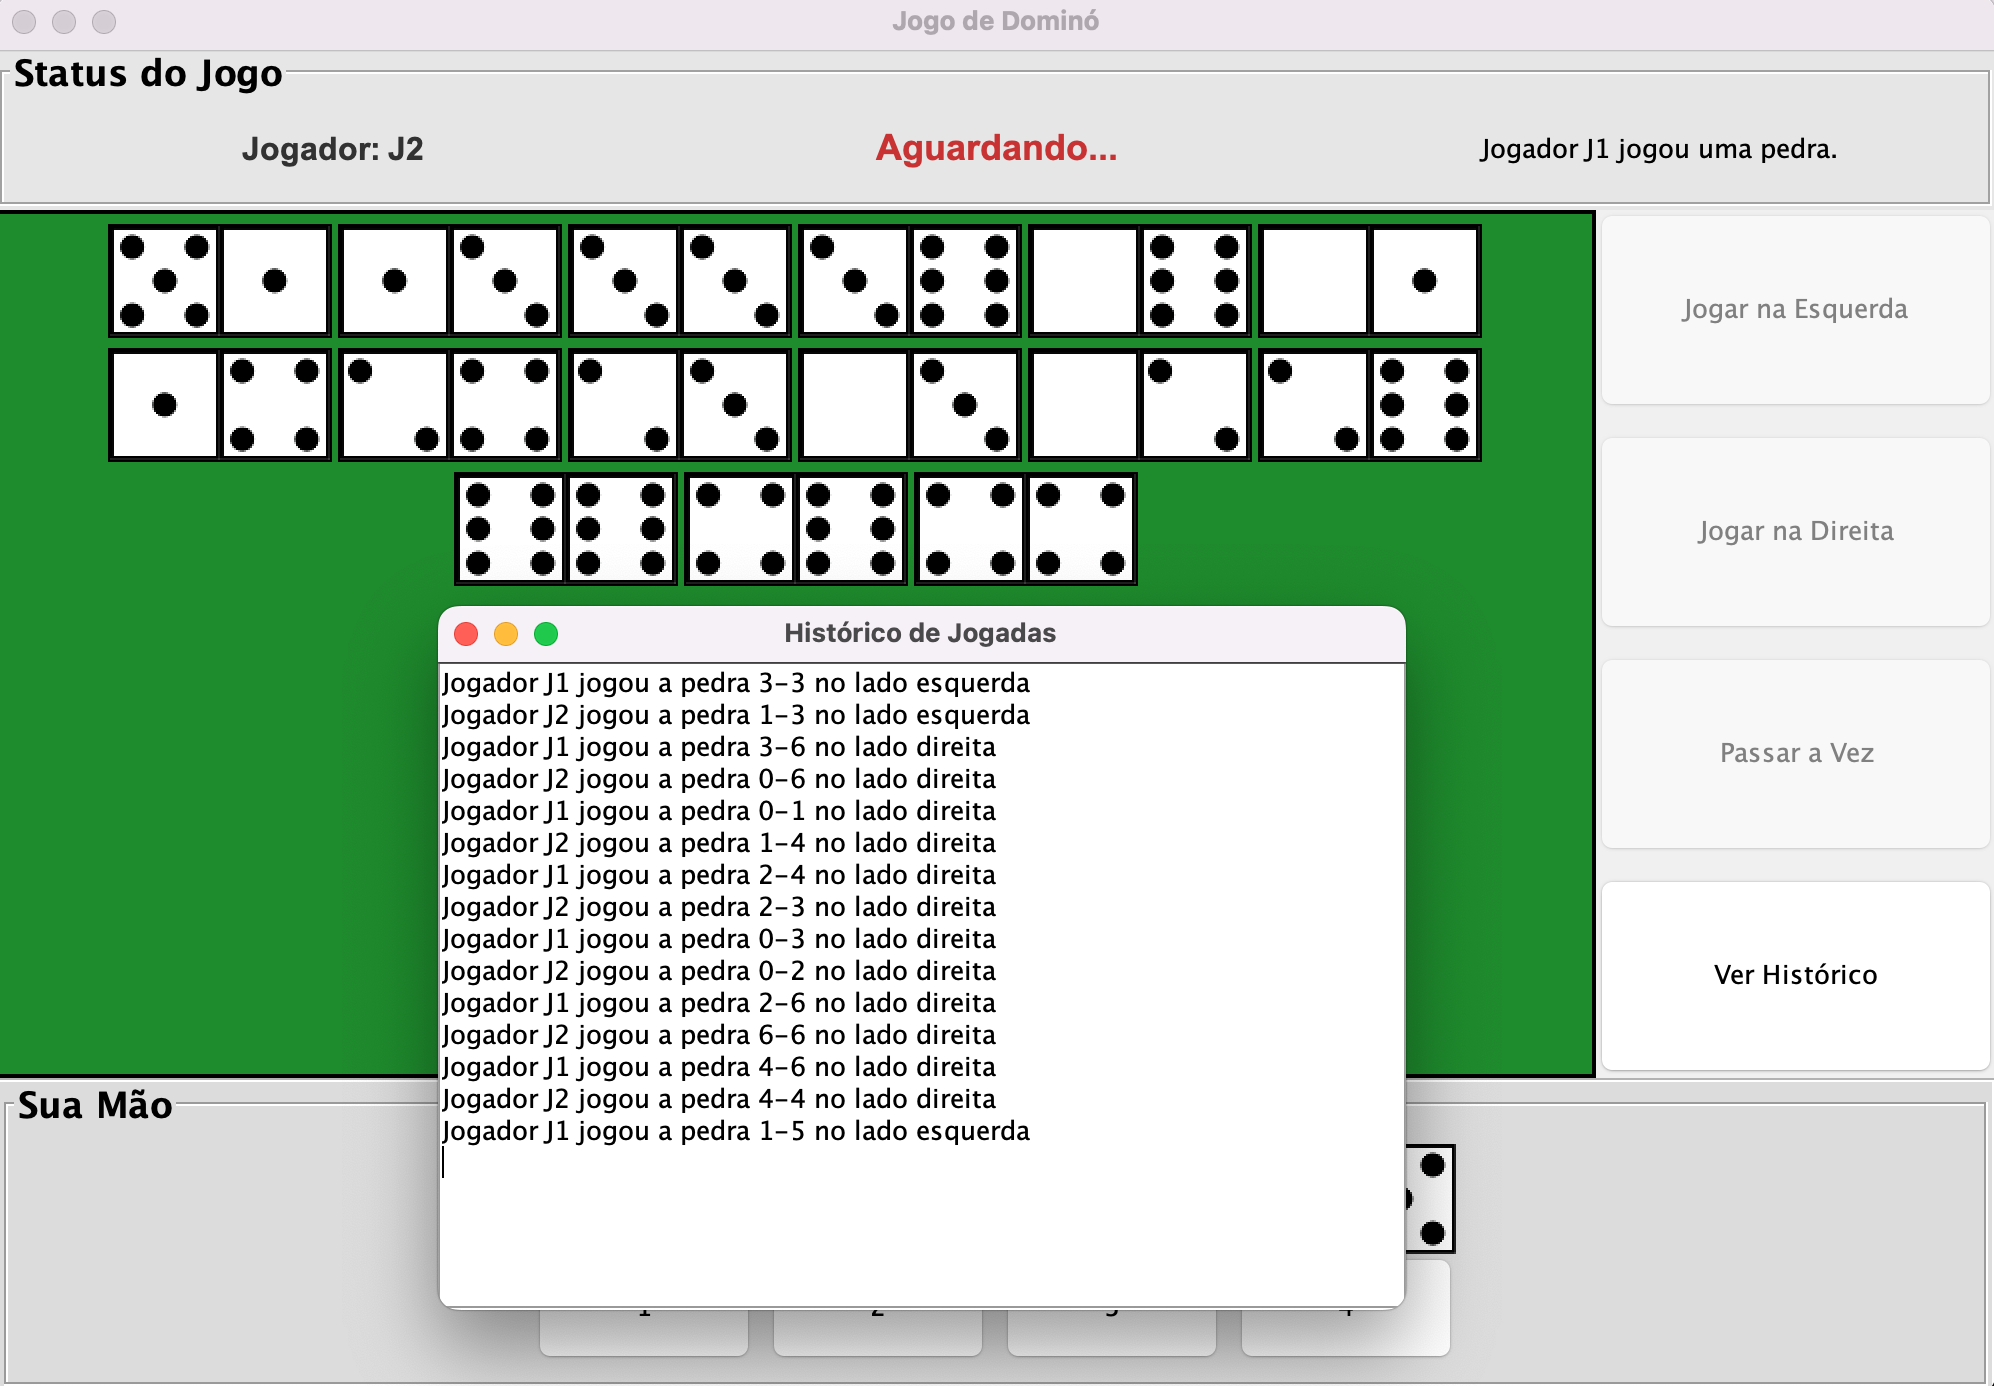 Jogo de Dominó
Status do Jogo
Jogador: J2
Aguardando...
Jogador J1 jogou uma pedra.
Jogar na Esquerda
Jogar na Direita
Passar a Vez
Ver Histórico
Histórico de Jogadas
Jogador J1 jogou a pedra 3-3 no lado esquerda
Jogador J2 jogou a pedra 1-3 no lado esquerda
Jogador J1 jogou a pedra 3-6 no lado direita
Jogador J2 jogou a pedra 0-6 no lado direita
Jogador J1 jogou a pedra 0-1 no lado direita
Jogador J2 jogou a pedra 1-4 no lado direita
Jogador J1 jogou a pedra 2-4 no lado direita
Jogador J2 jogou a pedra 2-3 no lado direita
Jogador J1 jogou a pedra 0-3 no lado direita
Jogador J2 jogou a pedra 0-2 no lado direita
Jogador J1 jogou a pedra 2-6 no lado direita
Jogador J2 jogou a pedra 6-6 no lado direita
Jogador J1 jogou a pedra 4-6 no lado direita
Jogador J2 jogou a pedra 4-4 no lado direita
Jogador J1 jogou a pedra 1-5 no lado esquerda
Sua Mão